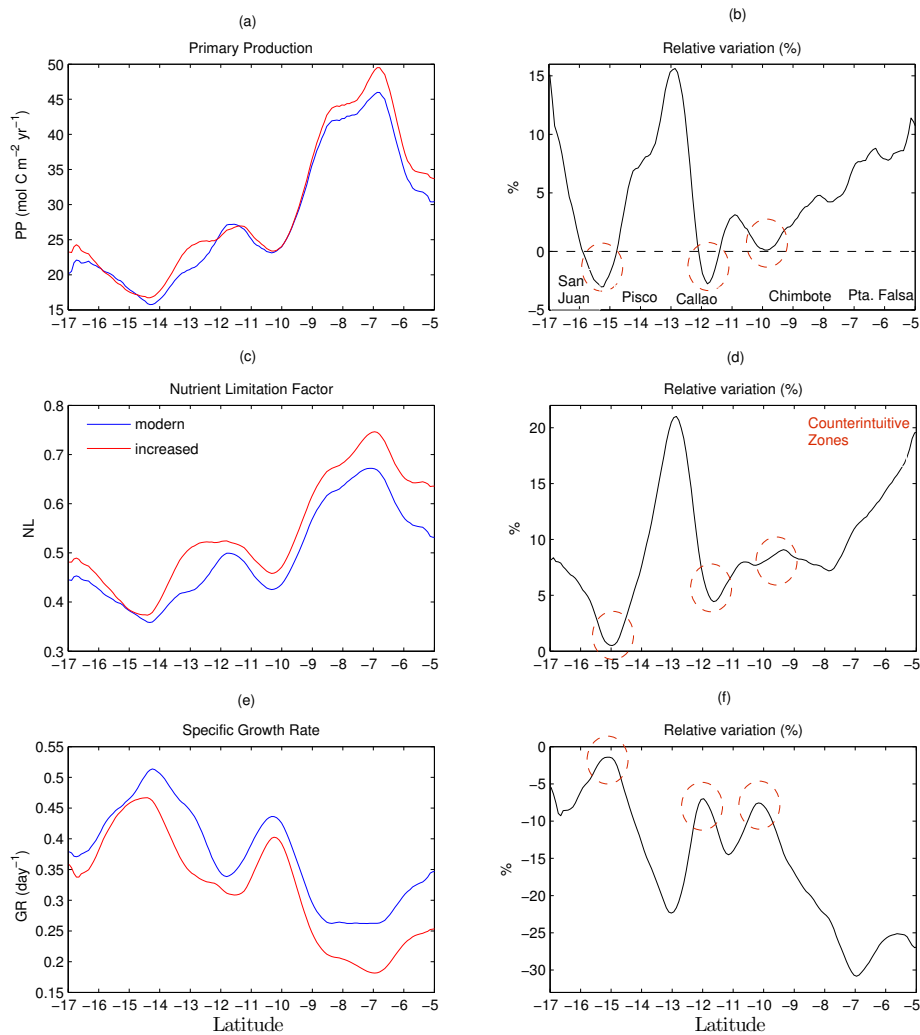 (a)
Primary Production
50
45
40
35
30
25
20
15
PP (mol C m⁻² yr⁻¹)
−17 −16 −15 −14 −13 −12 −11 −10 −9 −8 −7 −6 −5
(b)
Relative variation (%)
15
10
5
0
−5
%
San
Juan
Pisco
Callao
Chimbote
Pta. Falsa
−17 −16 −15 −14 −13 −12 −11 −10 −9 −8 −7 −6 −5
(c)
Nutrient Limitation Factor
0.8
0.7
0.6
0.5
0.4
0.3
NL
modern
increased
−17 −16 −15 −14 −13 −12 −11 −10 −9 −8 −7 −6 −5
(d)
Relative variation (%)
20
15
10
5
0
%
Counterintuitive
Zones
−17 −16 −15 −14 −13 −12 −11 −10 −9 −8 −7 −6 −5
(e)
Specific Growth Rate
0.55
0.5
0.45
0.4
0.35
0.3
0.25
0.2
0.15
GR (day⁻¹)
−17 −16 −15 −14 −13 −12 −11 −10 −9 −8 −7 −6 −5
Latitude
(f)
Relative variation (%)
0
−5
−10
−15
−20
−25
−30
%
−17 −16 −15 −14 −13 −12 −11 −10 −9 −8 −7 −6 −5
Latitude